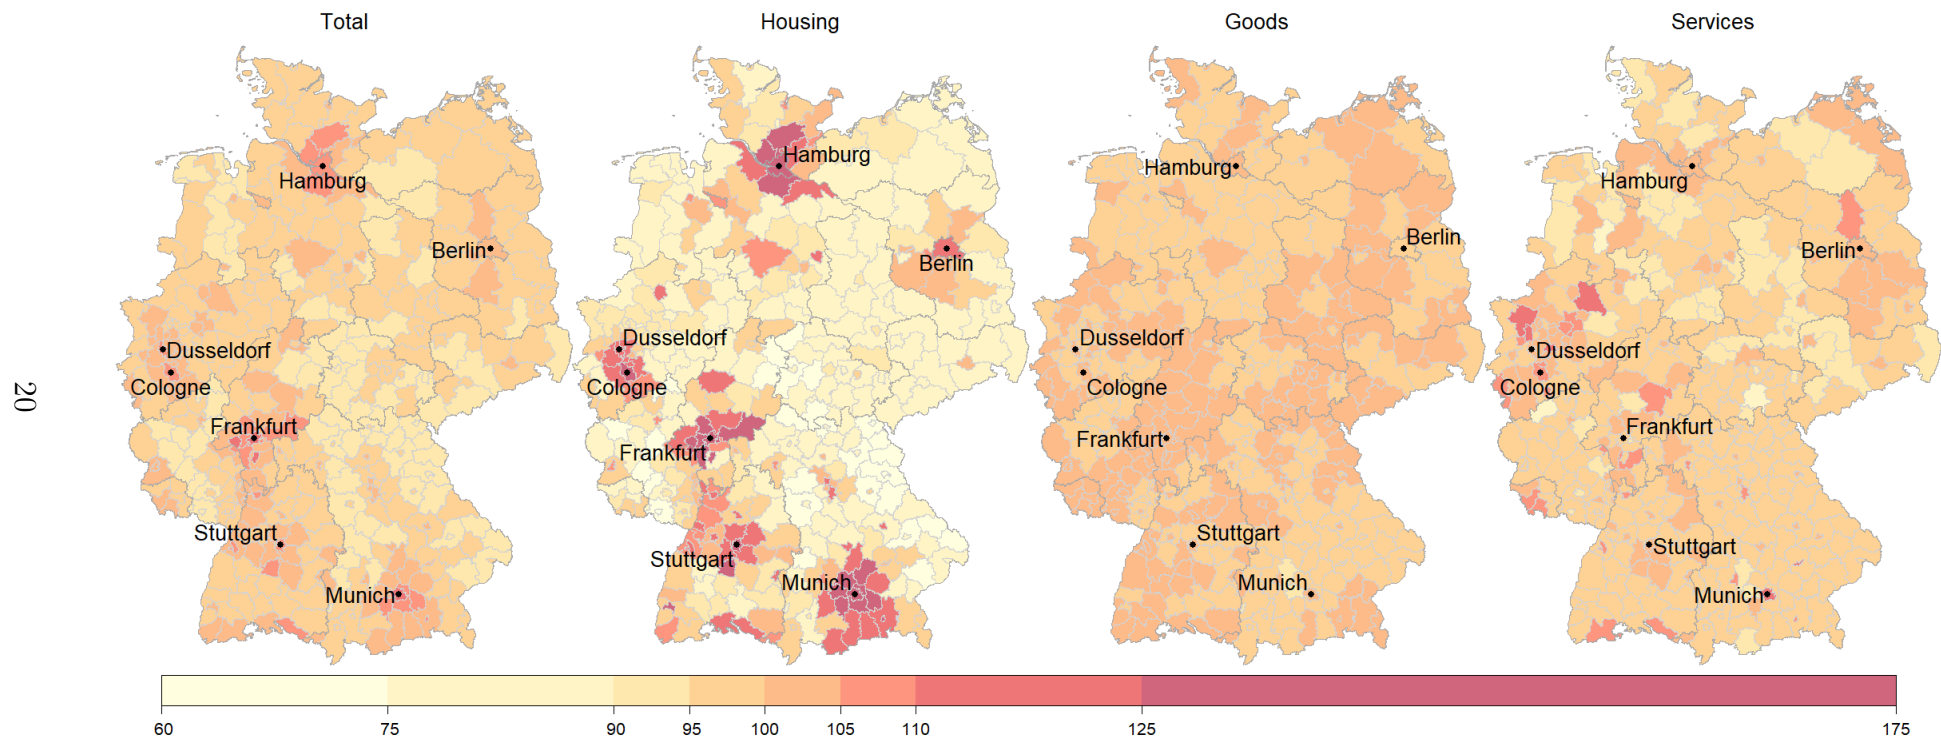 Total
Housing
Goods
Services
Hamburg
Berlin
Dusseldorf
Cologne
Frankfurt
Stuttgart
Munich
Hamburg
Berlin
Dusseldorf
Cologne
Frankfurt
Stuttgart
Munich
Hamburg
Berlin
Dusseldorf
Cologne
Frankfurt
Stuttgart
Munich
Hamburg
Berlin
Dusseldorf
Cologne
Frankfurt
Stuttgart
Munich
60 75 90 95 100 105 110 125 175
20